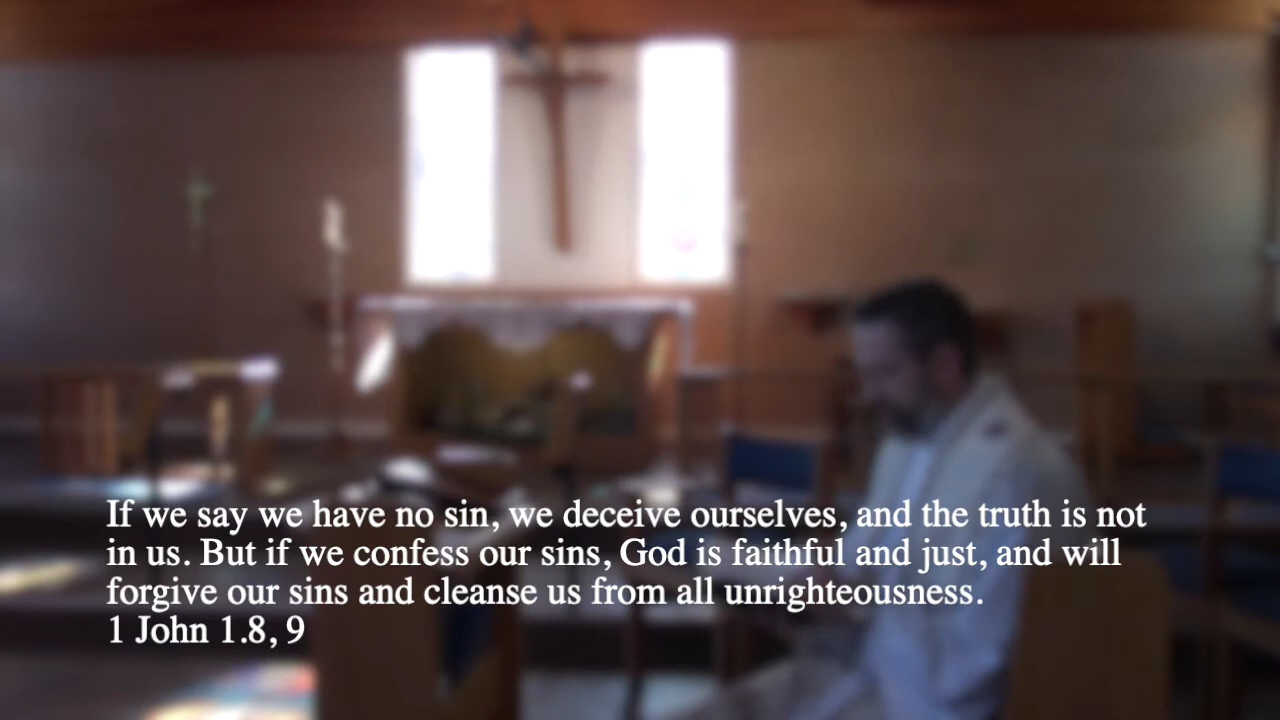 If we say we have no sin, we deceive ourselves, and the truth is not
in us. But if we confess our sins, God is faithful and just, and will
forgive our sins and cleanse us from all unrighteousness.
1 John 1.8, 9